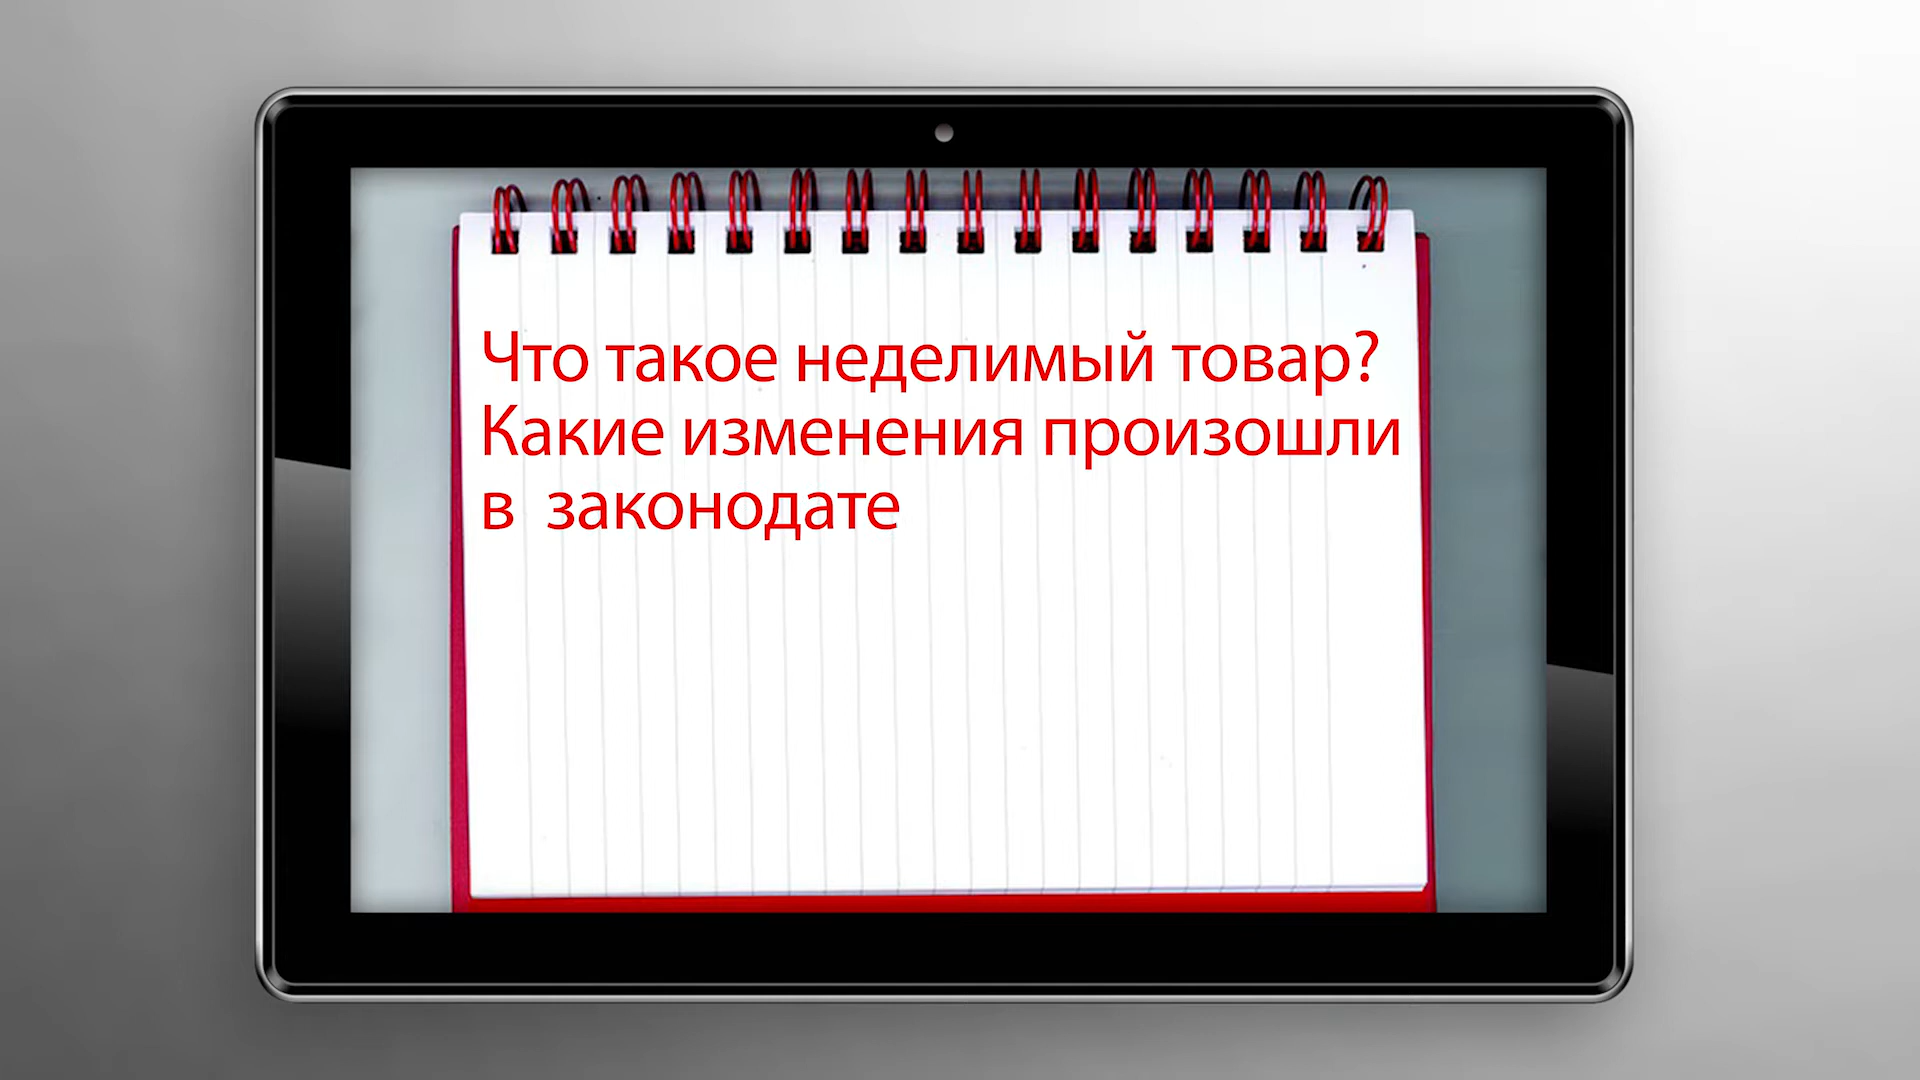 Что такое неделимый товар?
Какие изменения произошли
в законодате